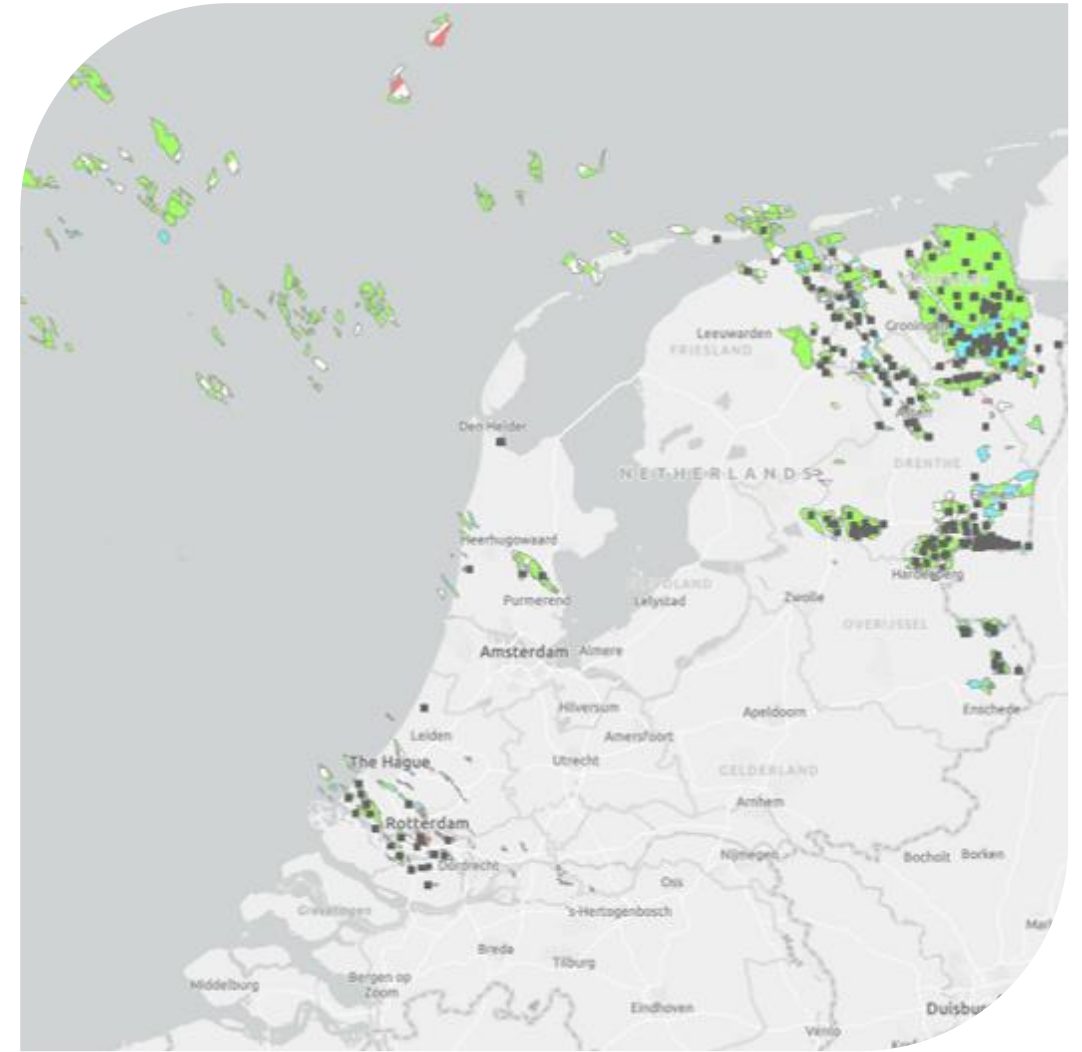 Leeuwarden
FRIESLAND
Den Helder
NETHERLANDS
DRENTHE
Heerhugowaard
Hardenberg
Purmerend
Lelystad
Zwolle
OVERIJSSEL
Amsterdam
Almere
Hilversum
Apeldoorn
Enschede
Leiden
Amersfoort
The Hague
Utrecht
GELDERLAND
Arnhem
Rotterdam
Nijmegen
Bocholt
Borken
Dordrecht
Oss
Grevelingen
's-Hertogenbosch
Breda
Tilburg
Middelburg
Bergen op
Zoom
Eindhoven
Venlo